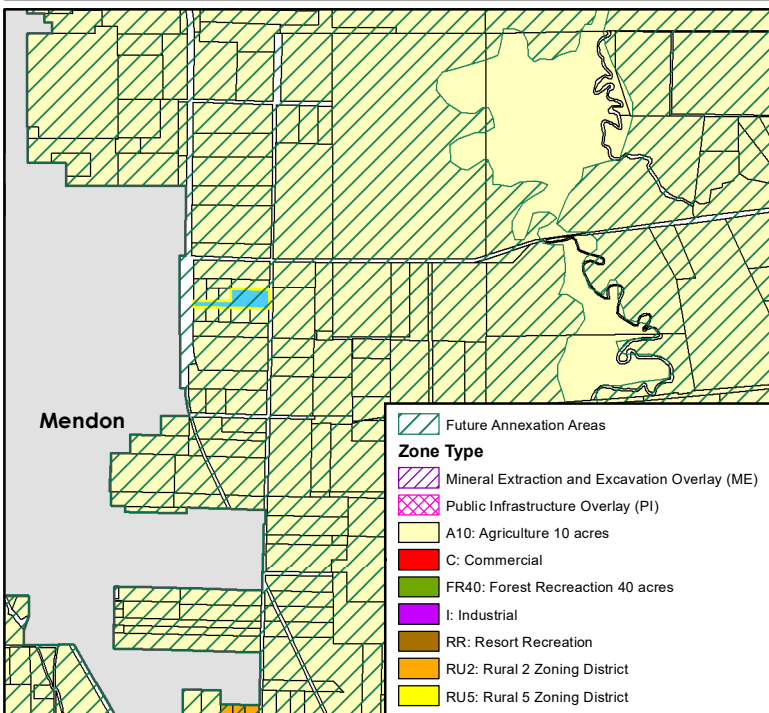 Mendon
Future Annexation Areas
Zone Type
Mineral Extraction and Excavation Overlay (ME)
Public Infrastructure Overlay (PI)
A10: Agriculture 10 acres
C: Commercial
FR40: Forest Recreaction 40 acres
I: Industrial
RR: Resort Recreation
RU2: Rural 2 Zoning District
RU5: Rural 5 Zoning District